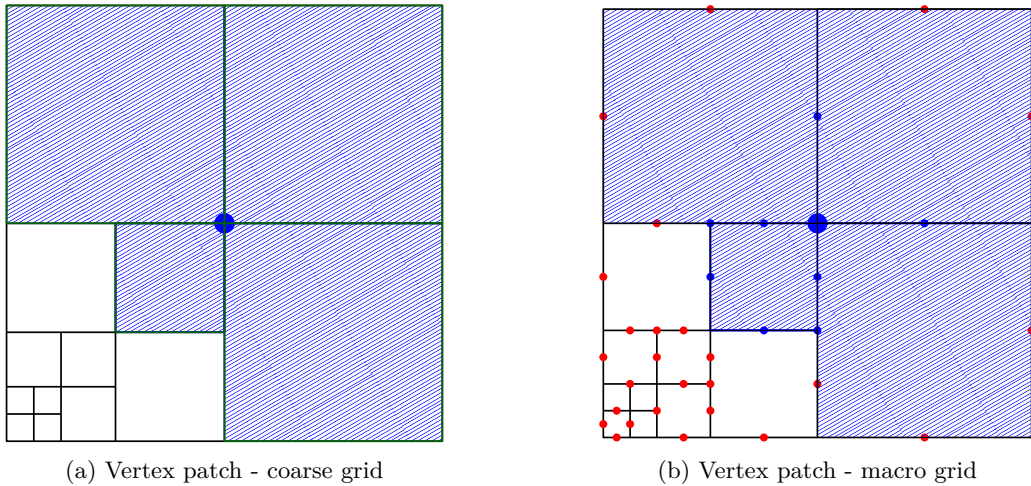 (a) Vertex patch - coarse grid
(b) Vertex patch - macro grid